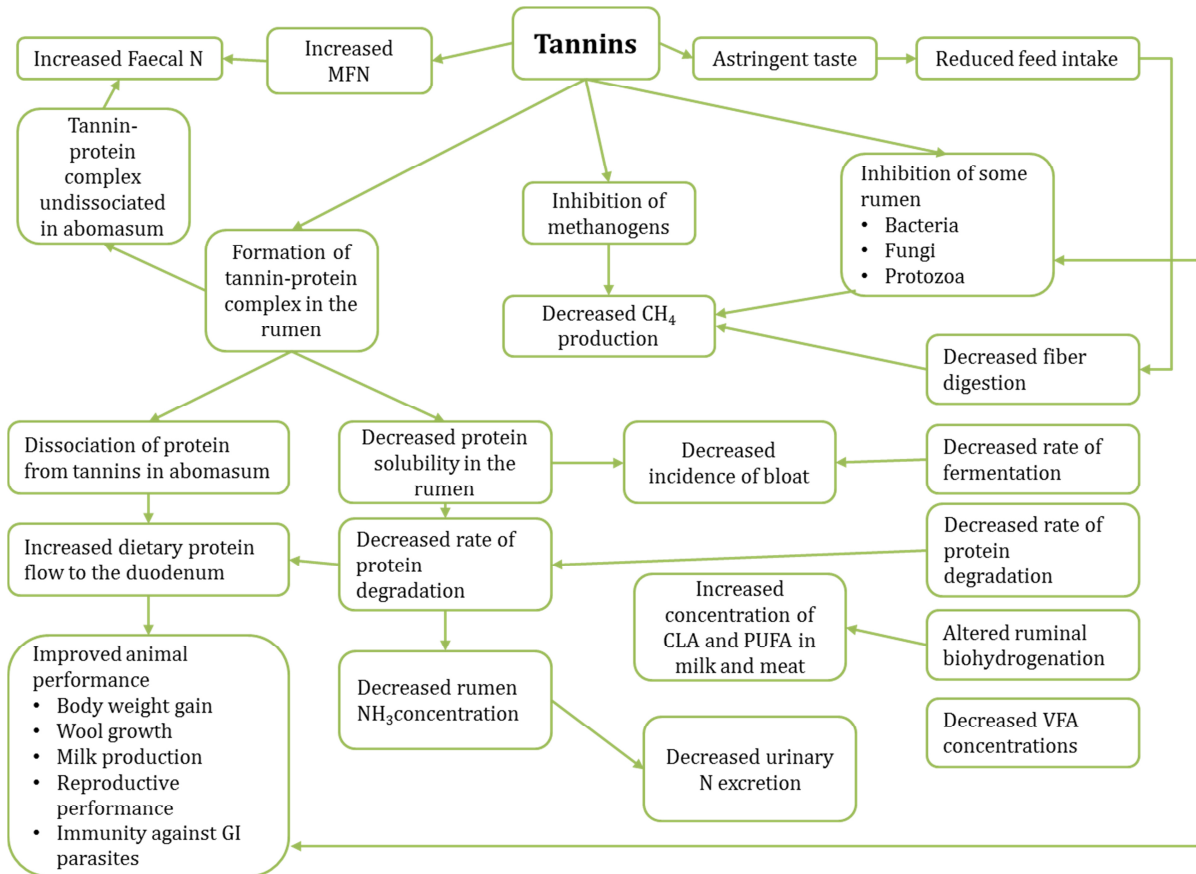 Tannins
Increased
MFN
Increased Faecal N
Astringent taste
Reduced feed intake
Tannin-
protein
complex
undissociated
in abomasum
Inhibition of
methanogens
Inhibition of some
rumen
• Bacteria
• Fungi
• Protozoa
Formation of
tannin-protein
complex in the
rumen
Decreased CH₄
production
Decreased fiber
digestion
Dissociation of protein
from tannins in abomasum
Decreased protein
solubility in the
rumen
Decreased
incidence of bloat
Decreased rate of
fermentation
Increased dietary protein
flow to the duodenum
Decreased rate of
protein
degradation
Decreased rate of
protein
degradation
Increased
concentration of
CLA and PUFA in
milk and meat
Altered ruminal
biohydrogenation
Improved animal
performance
• Body weight gain
• Wool growth
• Milk production
• Reproductive
performance
• Immunity against GI
parasites
Decreased rumen
NH₃concentration
Decreased VFA
concentrations
Decreased urinary
N excretion